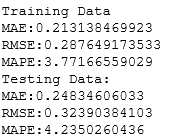 Training Data
MAE:0.213138469923
RMSE:0.287649173533
MAPE:3.77166559029
Testing Data:
MAE:0.24834606033
RMSE:0.32390384103
MAPE:4.2350260436